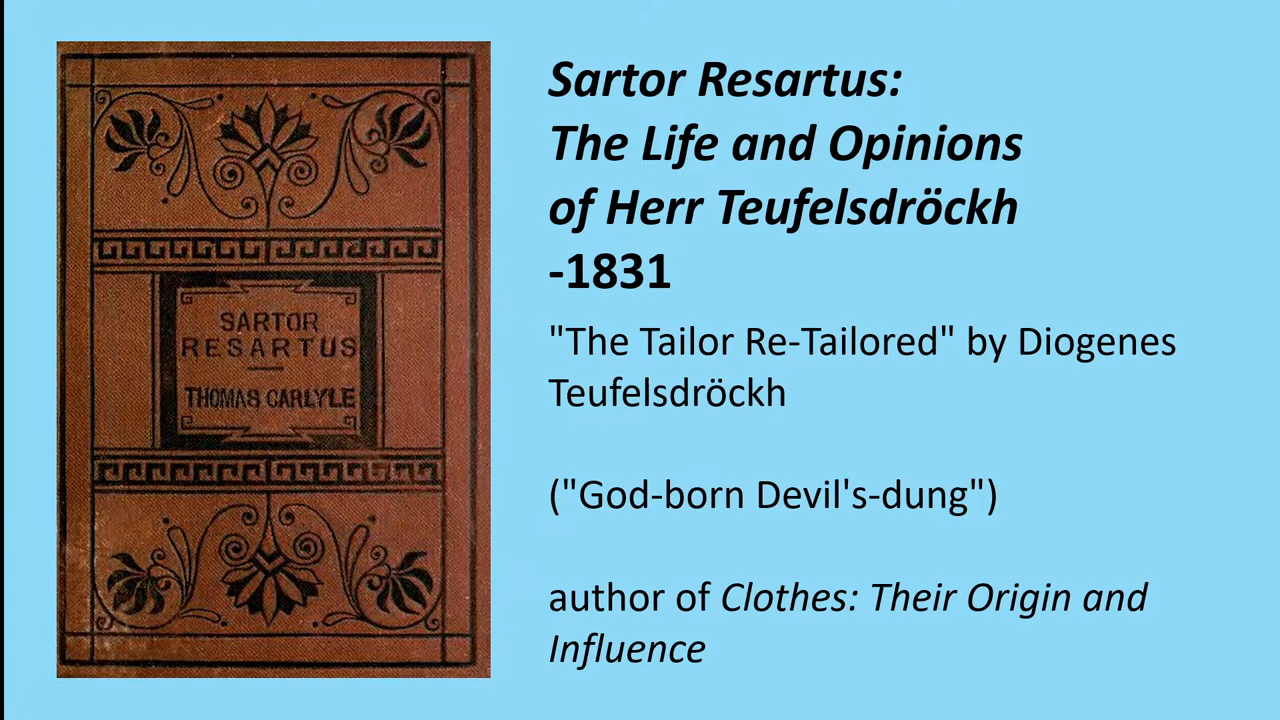 SARTOR
RESARTUS
THOMAS CARLYLE
Sartor Resartus:
The Life and Opinions
of Herr Teufelsdröckh
-1831
"The Tailor Re-Tailored" by Diogenes
Teufelsdröckh
("God-born Devil's-dung")
author of Clothes: Their Origin and
Influence